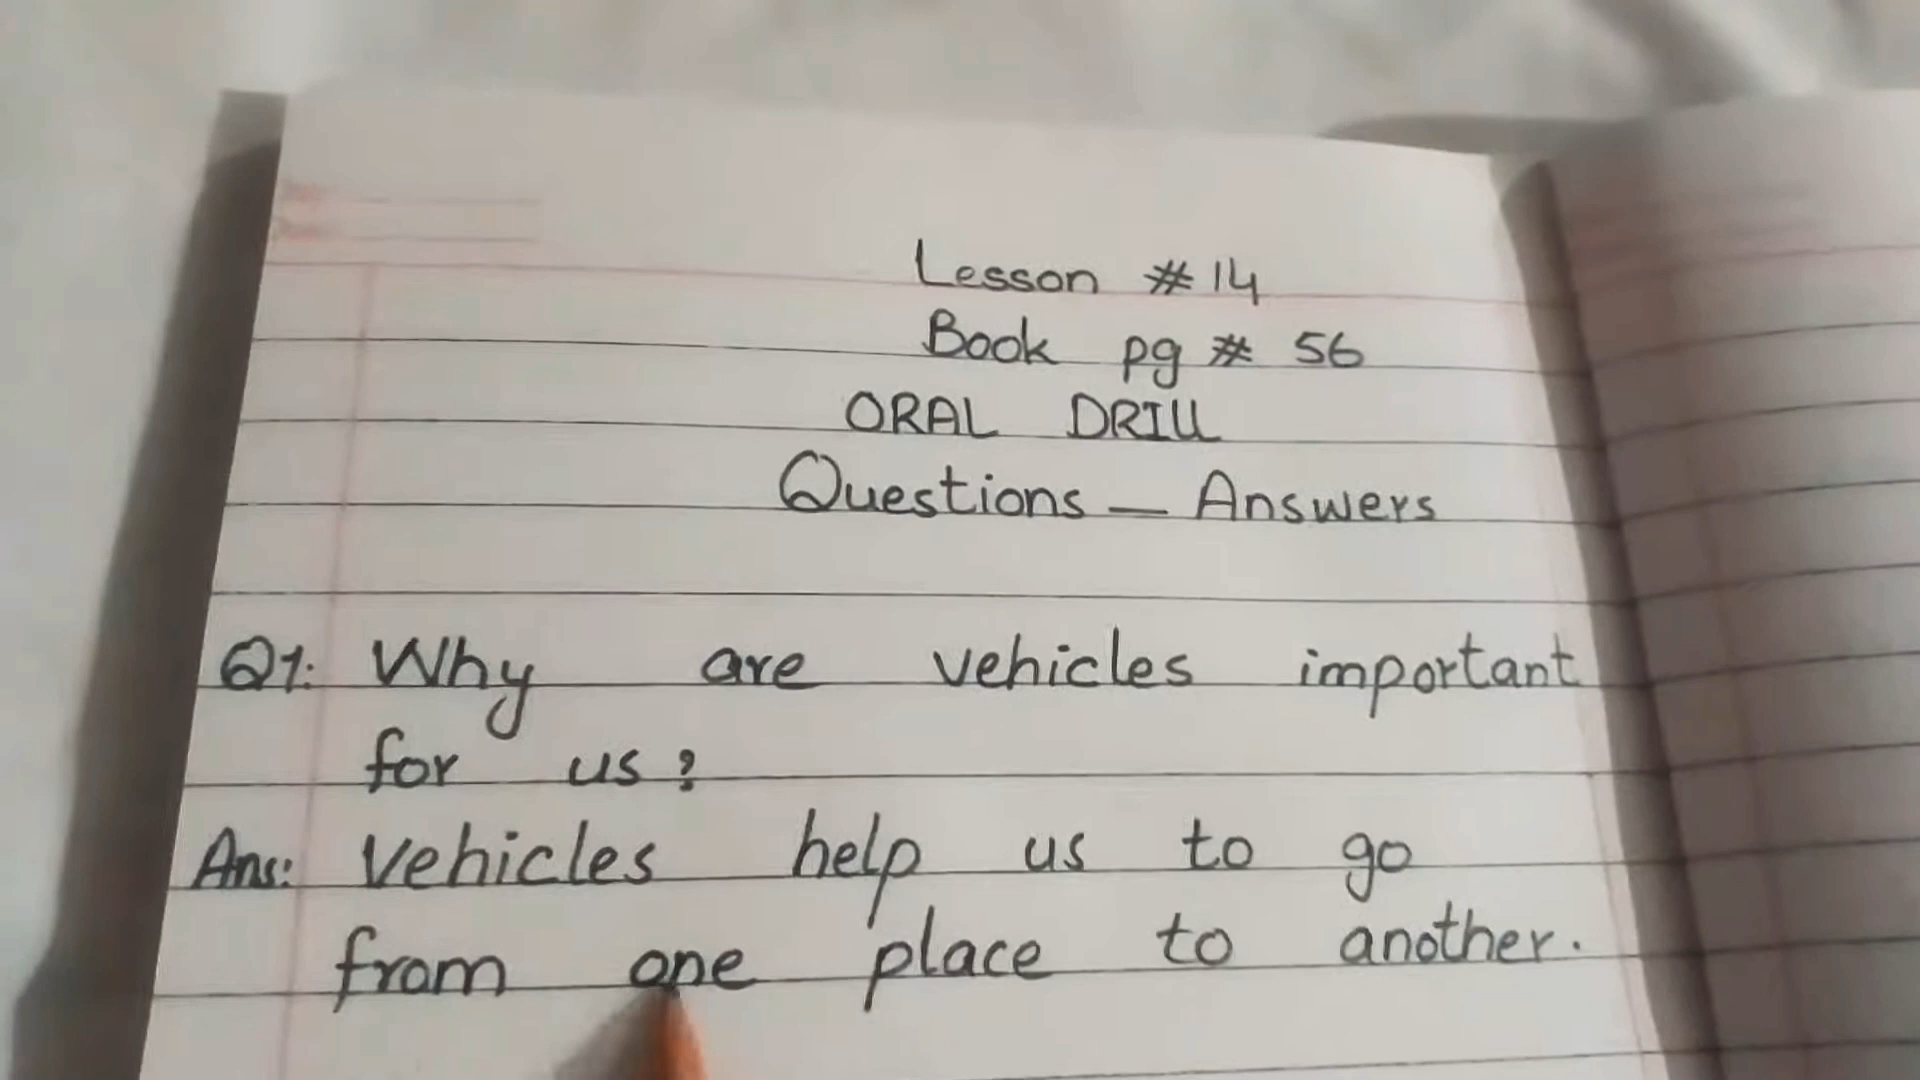 Lesson # 14
Book pg # 56
ORAL DRILL
Questions — Answers
Q1: Why are vehicles important
for us?
Ans: Vehicles help us to go
from one place to another.